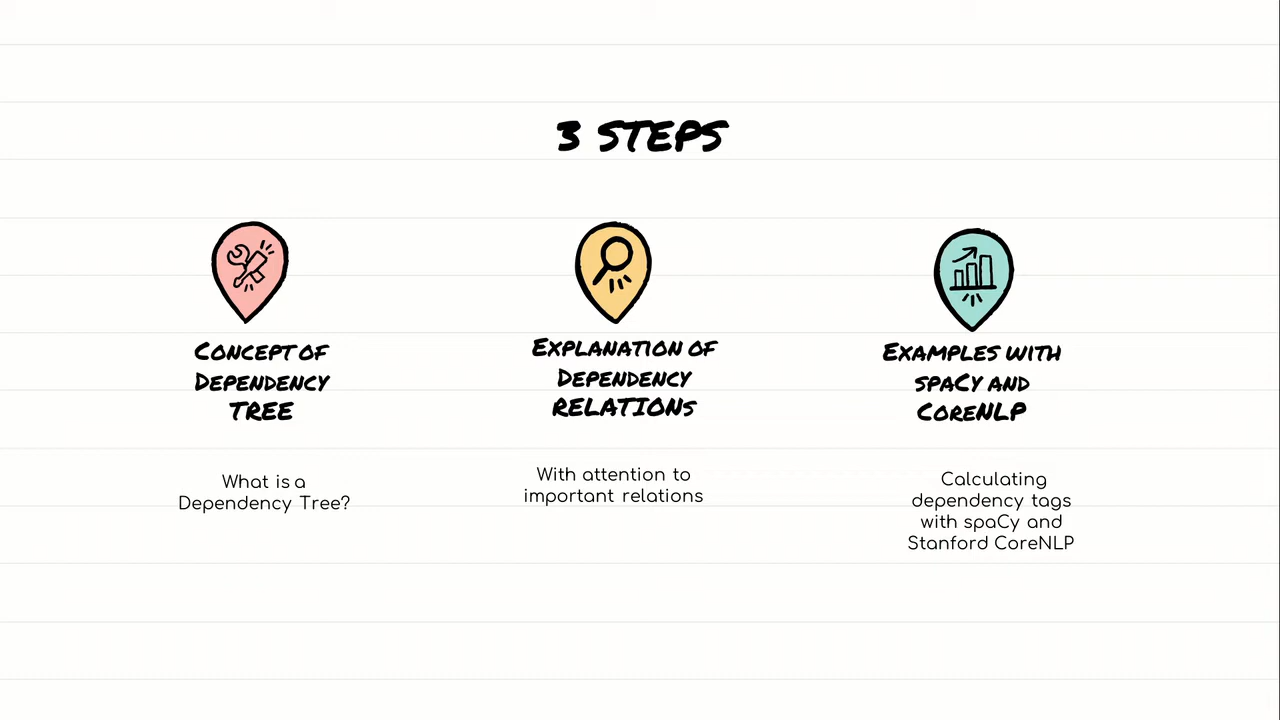 3 STEPS
CONCEPT OF
DEPENDENCY
TREE
What is a
Dependency Tree?
EXPLANATION OF
DEPENDENCY
RELATIONS
With attention to
important relations
EXAMPLES WITH
SPACY AND
CORENLP
Calculating
dependency tags
with spaCy and
Stanford CoreNLP